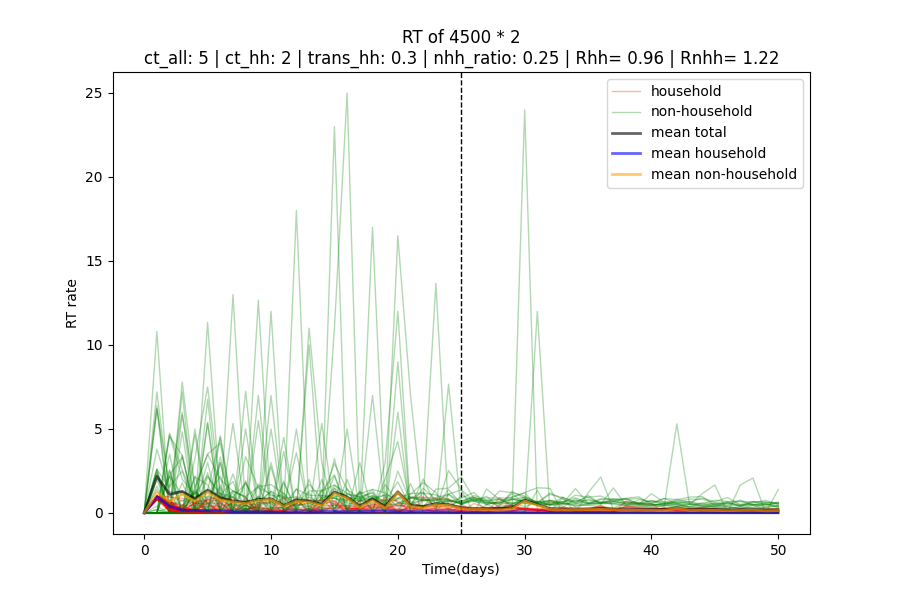 RT of 4500 * 2
ct_all: 5 | ct_hh: 2 | trans_hh: 0.3 | nhh_ratio: 0.25 | Rhh= 0.96 | Rnhh= 1.22
household
non-household
mean total
mean household
mean non-household
25
20
15
10
5
0
RT rate
0 10 20 30 40 50
Time(days)